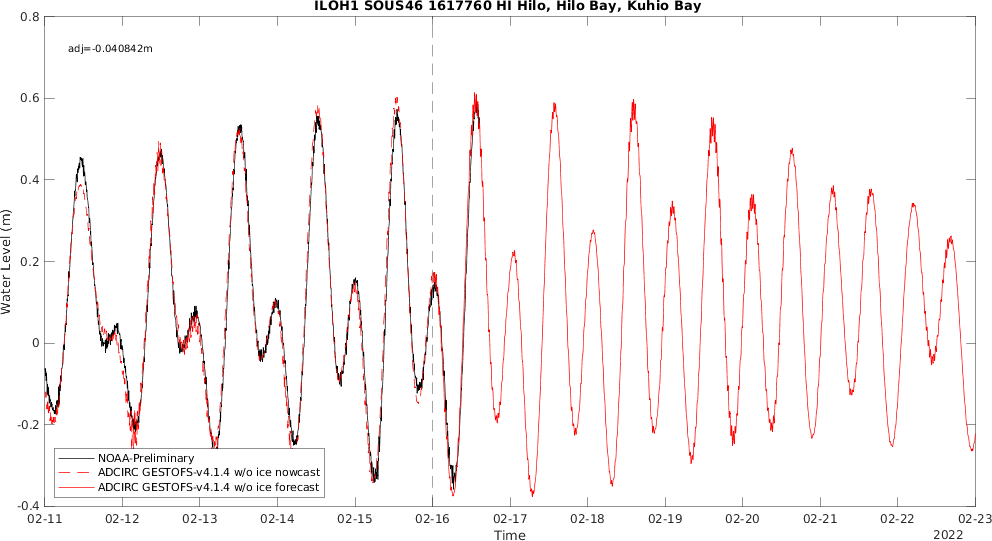 ILOH1 SOUS46 1617760 HI Hilo, Hilo Bay, Kuhio Bay
adj=-0.040842m
Water Level (m)
0.8
0.6
0.4
0.2
0
-0.2
-0.4
NOAA-Preliminary
ADCIRC GESTOFS-v4.1.4 w/o ice nowcast
ADCIRC GESTOFS-v4.1.4 w/o ice forecast
02-11 02-12 02-13 02-14 02-15 02-16 02-17 02-18 02-19 02-20 02-21 02-22 02-23
Time
2022